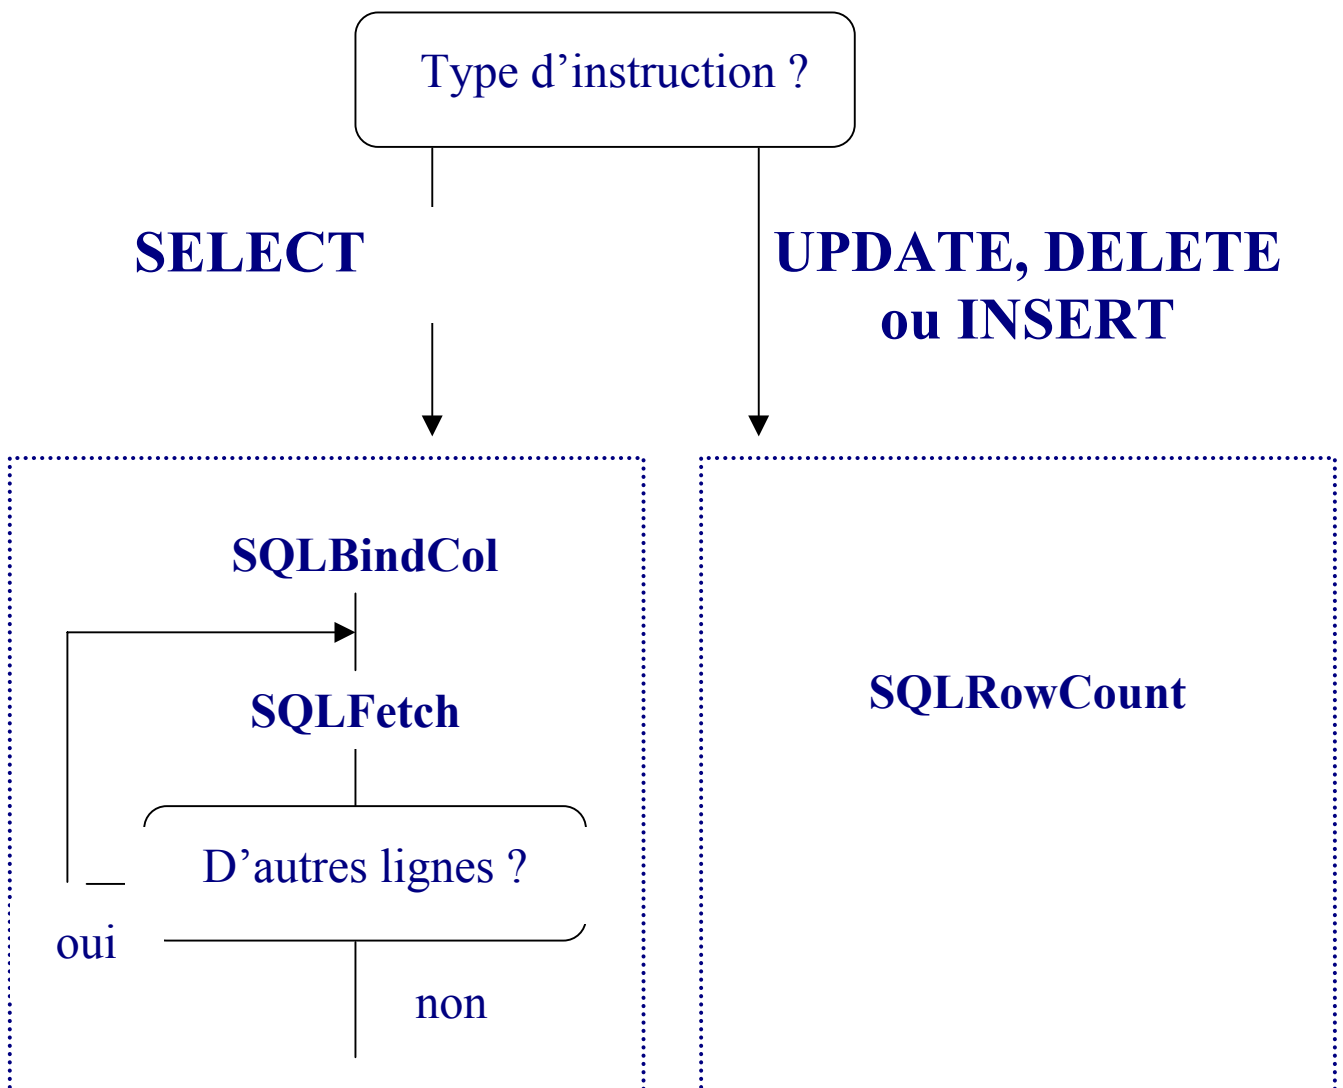 Type d’instruction ?
SELECT
UPDATE, DELETE
ou INSERT
SQLBindCol
SQLFetch
D’autres lignes ?
oui
non
SQLRowCount